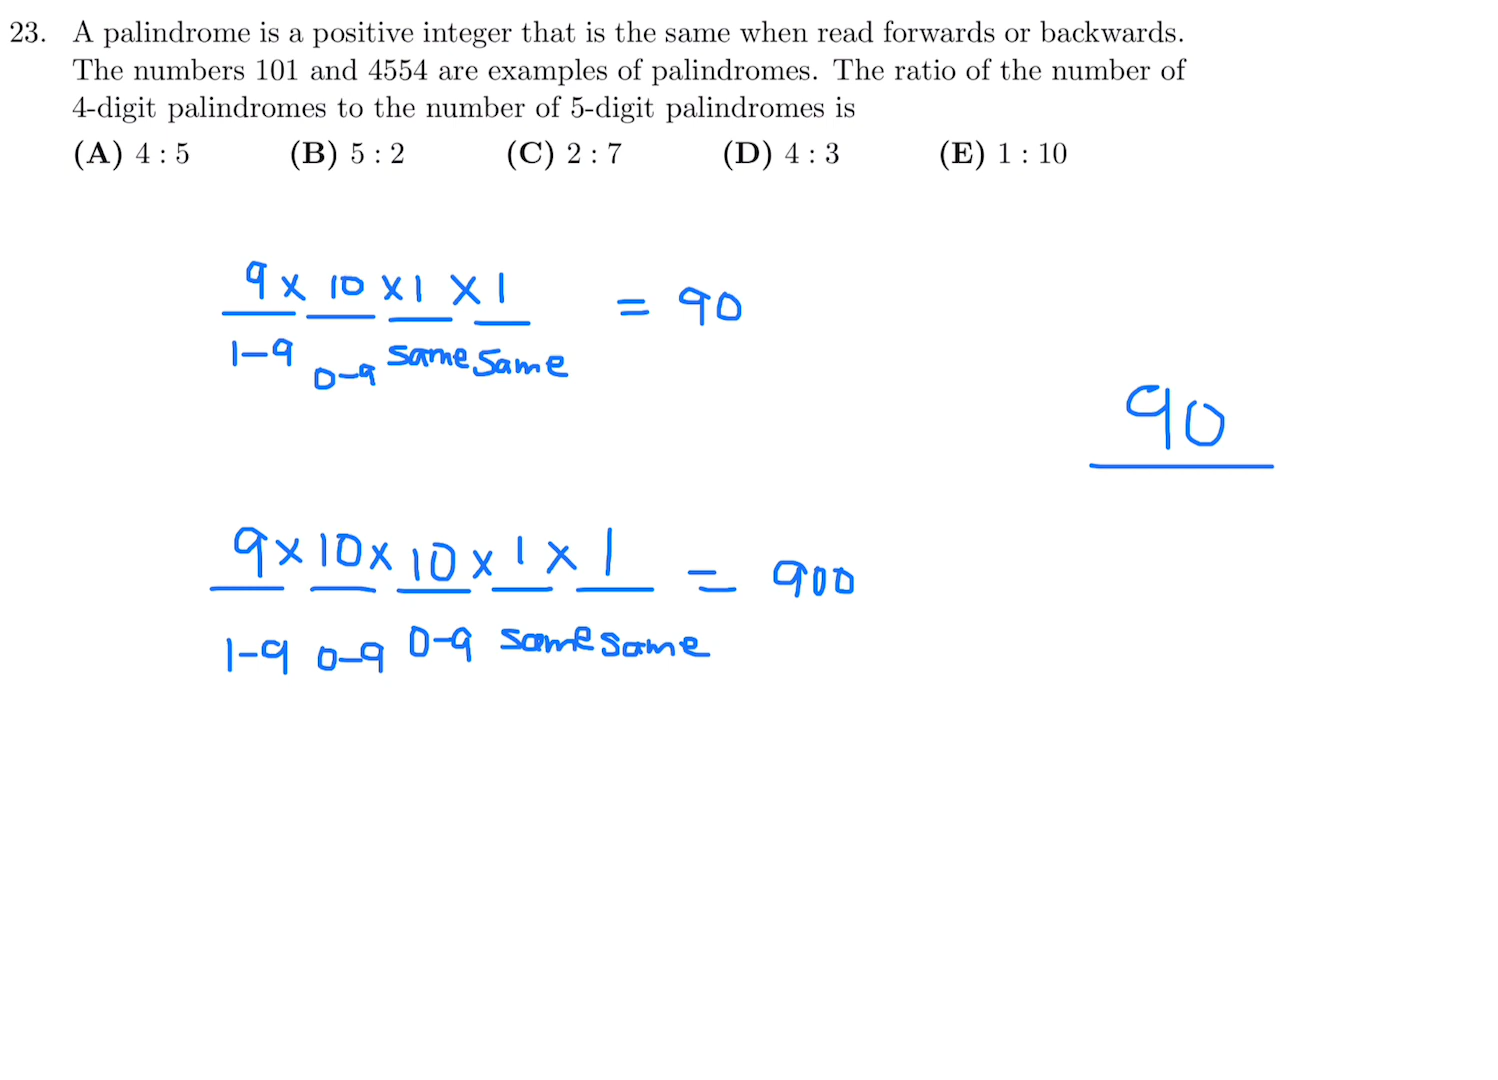 23. A palindrome is a positive integer that is the same when read forwards or backwards.
The numbers 101 and 4554 are examples of palindromes. The ratio of the number of
4-digit palindromes to the number of 5-digit palindromes is
(A) 4 : 5 (B) 5 : 2 (C) 2 : 7 (D) 4 : 3 (E) 1 : 10
9 × 10 × 1 × 1 = 90
1-9 0-9 same same
90
9 × 10 × 10 × 1 × 1 = 900
1-9 0-9 0-9 same same